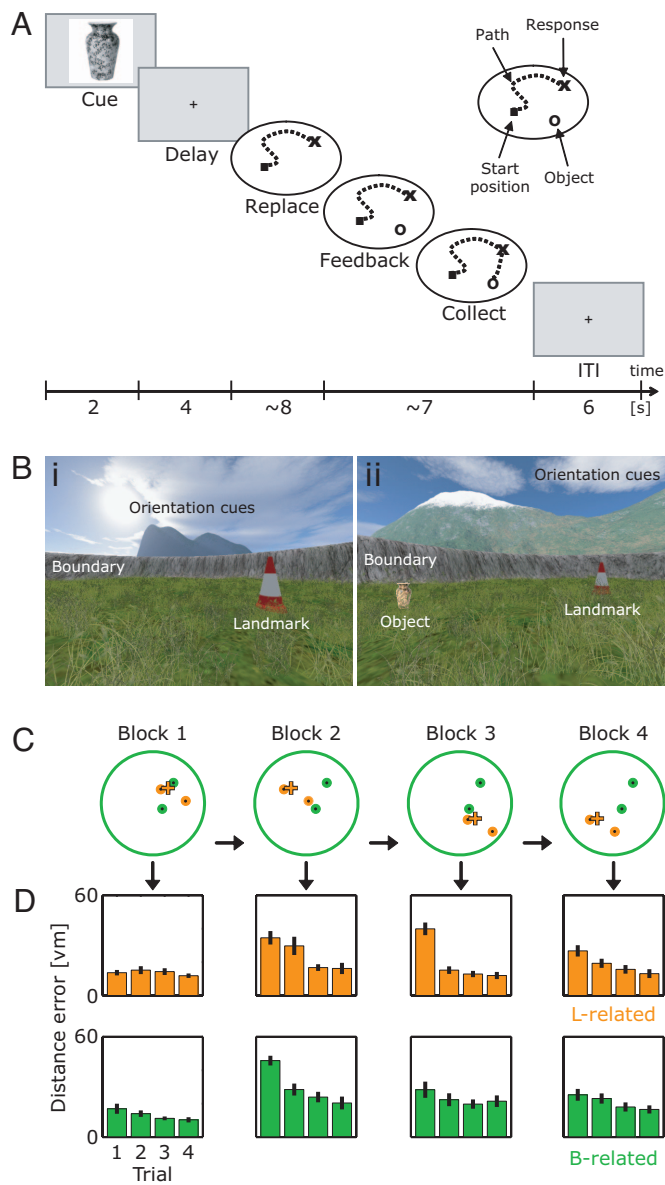 A
Cue
+
Delay
Replace
Feedback
Collect
+
ITI
Path
Response
x
Start position
o
Object
x
x
o
x
o
time
[s]
2
4
~8
~7
6
B
i
Orientation cues
Boundary
Landmark
ii
Orientation cues
Boundary
Object
Landmark
C
Block 1
Block 2
Block 3
Block 4
D
Distance error [vm]
60
0
L-related
60
0
1 2 3 4
Trial
B-related